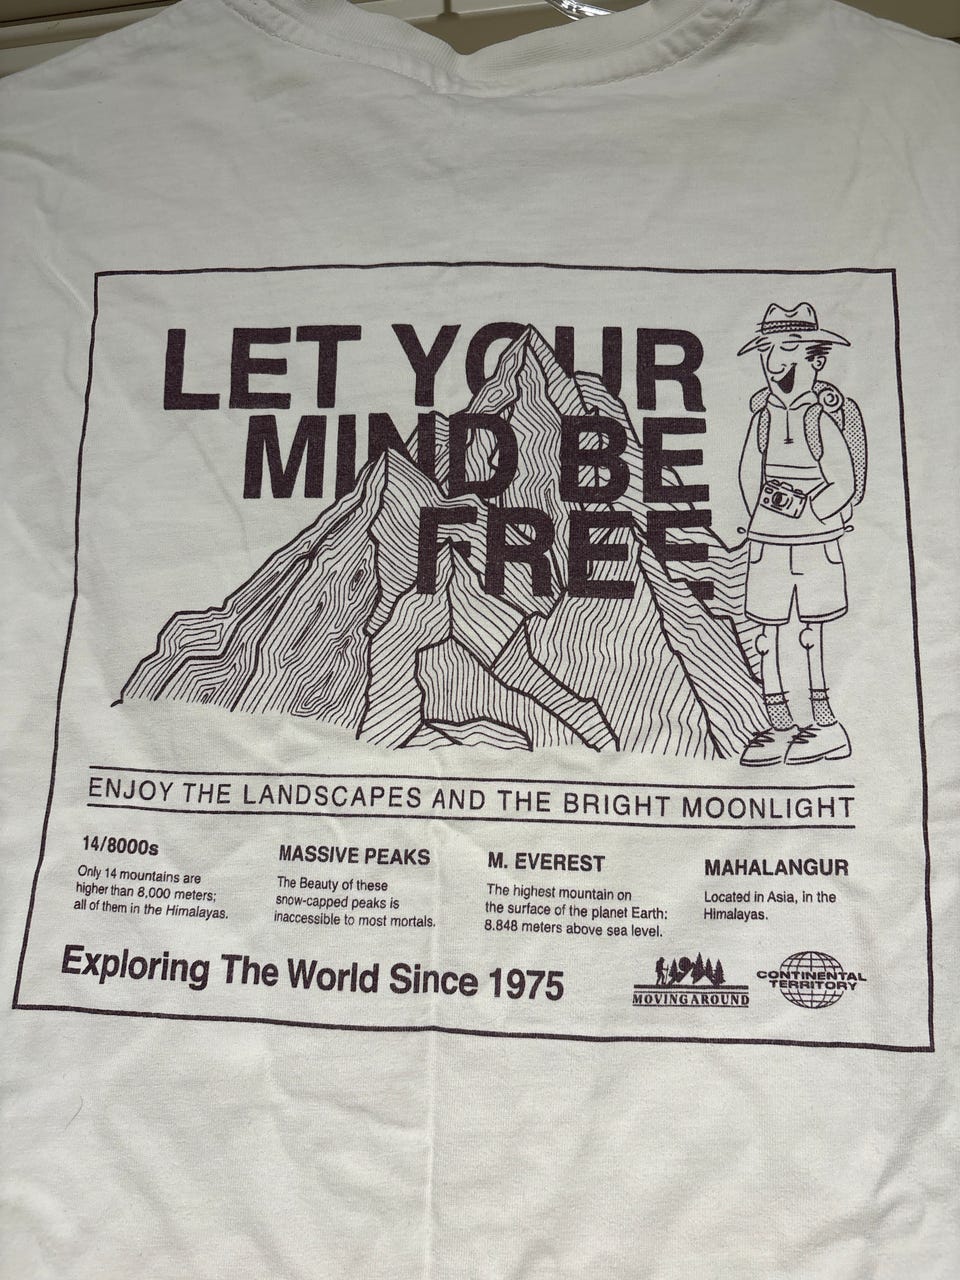 LET YOUR
MIND BE
FREE
ENJOY THE LANDSCAPES AND THE BRIGHT MOONLIGHT
14/8000s
Only 14 mountains are
higher than 8,000 meters;
all of them in the Himalayas.
MASSIVE PEAKS
The Beauty of these
snow-capped peaks is
inaccessible to most mortals.
M. EVEREST
The highest mountain on
the surface of the planet Earth:
8.848 meters above sea level.
MAHALANGUR
Located in Asia, in the
Himalayas.
Exploring The World Since 1975
MOVINGAROUND
CONTINENTAL
TERRITORY